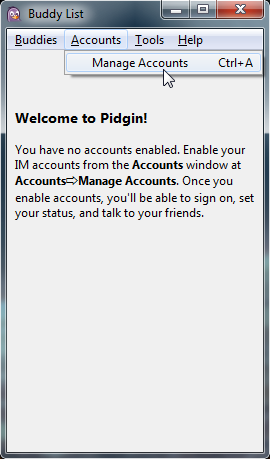 Buddy List
Buddies Accounts Tools Help
Manage Accounts Ctrl+A
Welcome to Pidgin!
You have no accounts enabled. Enable your
IM accounts from the Accounts window at
Accounts⇨Manage Accounts. Once you
enable accounts, you'll be able to sign on, set
your status, and talk to your friends.